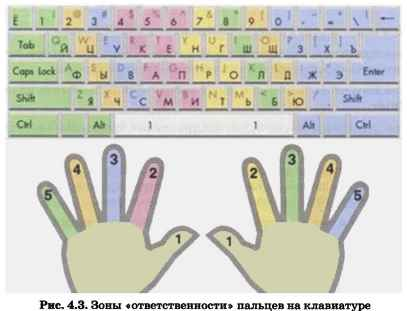 Ё ! 1 @ 2 # 3 $ 4 % 5 ^ 6 & 7 * 8 ( 9 ) 0 - = \ ←
Tab Q Й W Ц E У R К T Е Y Н U Г I Ш O Щ P З [ Х ] Ъ
Caps Lock A Ф S Ы D В F А G П H Р J О K Л L Д ; Ж Э Enter
Shift Z Я X Ч C С V М B И N Т M Ь < Б > Ю / Shift
Ctrl Alt 1 1 Alt Ctrl
5 4 3 2 1 1 2 3 4 5
Рис. 4.3. Зоны «ответственности» пальцев на клавиатуре